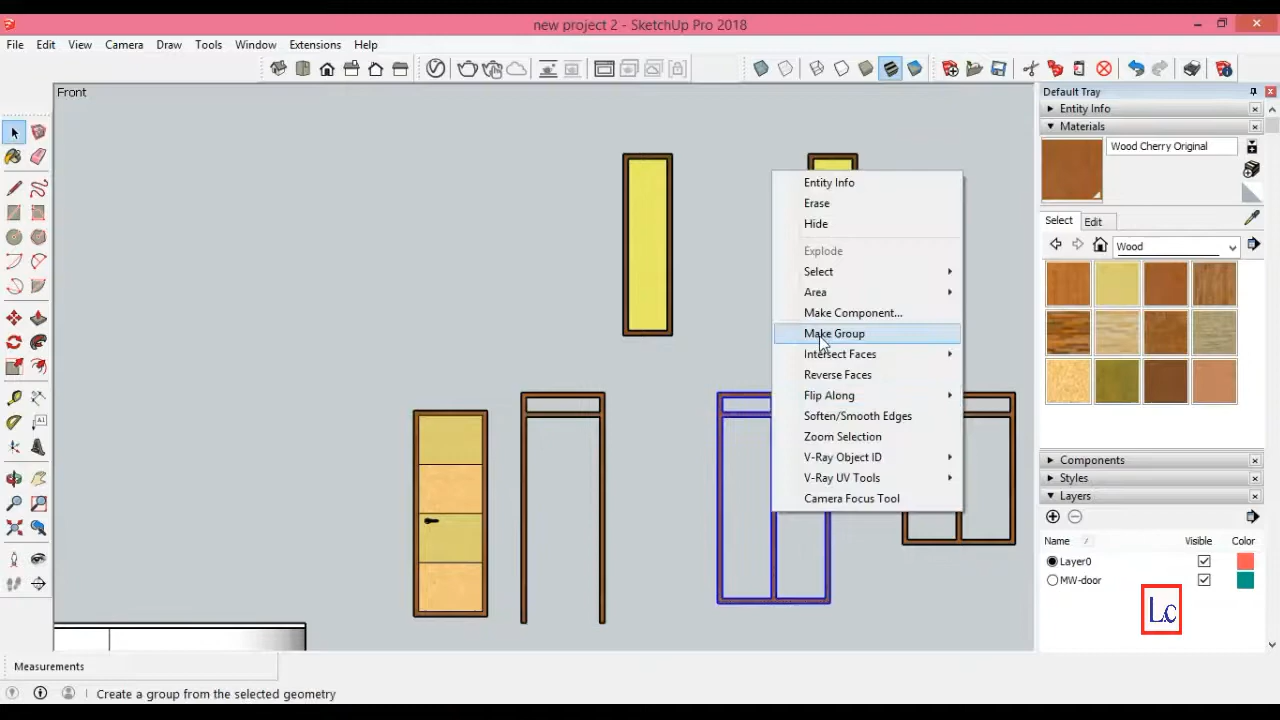 new project 2 - SketchUp Pro 2018
File Edit View Camera Draw Tools Window Extensions Help
Front
Default Tray
Entity Info
Materials
Wood Cherry Original
Select Edit
Wood
Entity Info
Erase
Hide
Explode
Select
Area
Make Component...
Make Group
Intersect Faces
Reverse Faces
Flip Along
Soften/Smooth Edges
Zoom Selection
V-Ray Object ID
V-Ray UV Tools
Camera Focus Tool
Components
Styles
Layers
Name Visible Color
Layer0
MW-door
Lc
Measurements
Create a group from the selected geometry